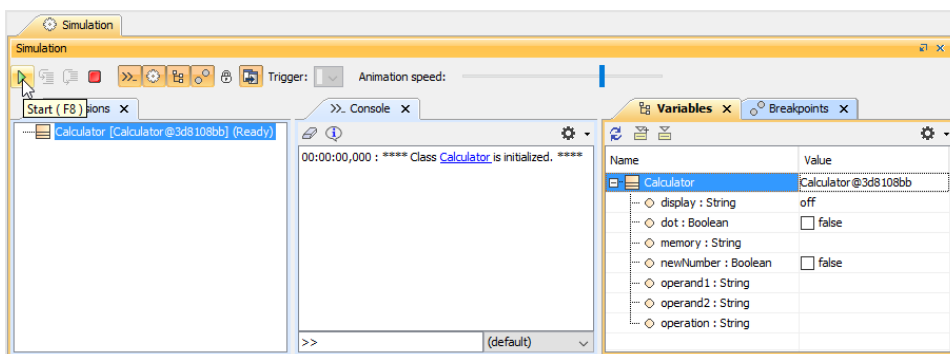 Simulation
Simulation
Trigger: Animation speed:
Start ( F8 ) sions X
Calculator [Calculator@3d8108bb] (Ready)
>>_ Console X
00:00:00,000 : **** Class Calculator is initialized. ****
>> (default)
Variables X Breakpoints X
Name Value
Calculator Calculator@3d8108bb
display : String off
dot : Boolean false
memory : String
newNumber : Boolean false
operand1 : String
operand2 : String
operation : String